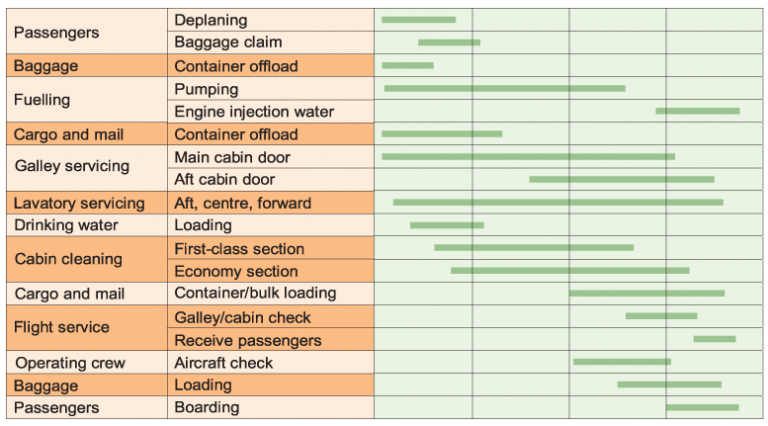 Passengers Deplaning
Baggage claim
Baggage Container offload
Fuelling Pumping
Engine injection water
Cargo and mail Container offload
Galley servicing Main cabin door
Aft cabin door
Lavatory servicing Aft, centre, forward
Drinking water Loading
Cabin cleaning First-class section
Economy section
Cargo and mail Container/bulk loading
Flight service Galley/cabin check
Receive passengers
Operating crew Aircraft check
Baggage Loading
Passengers Boarding